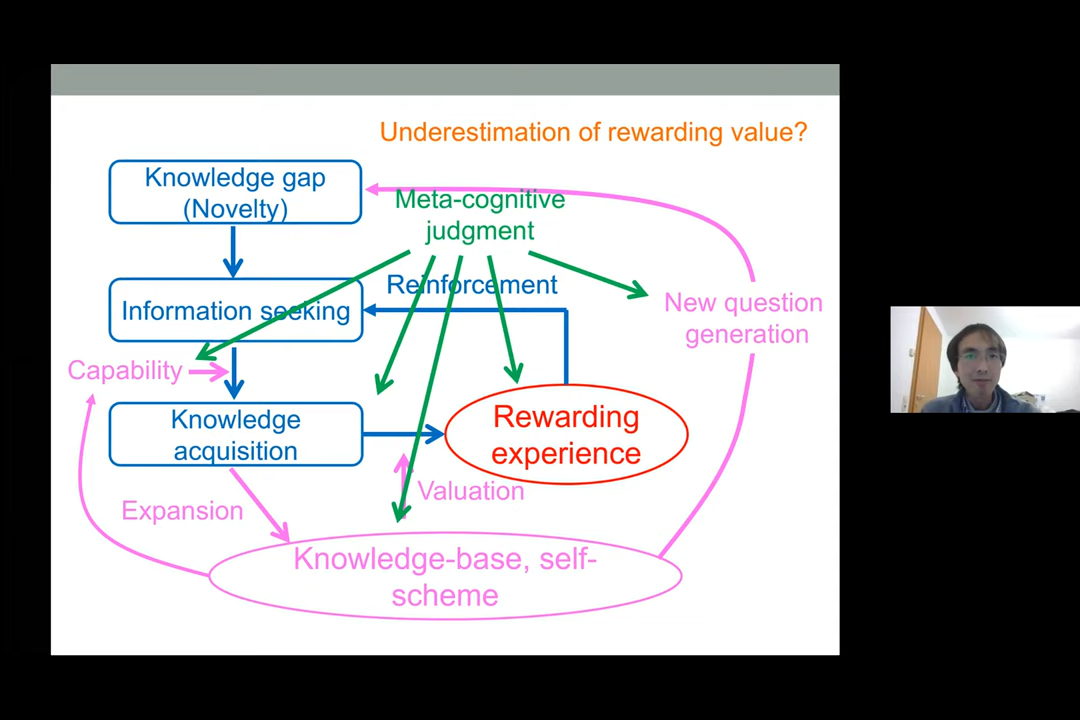 Underestimation of rewarding value?
Knowledge gap
(Novelty)
Meta-cognitive
judgment
Reinforcement
Information seeking
New question
generation
Capability
Knowledge
acquisition
Rewarding
experience
Valuation
Expansion
Knowledge-base, self-
scheme